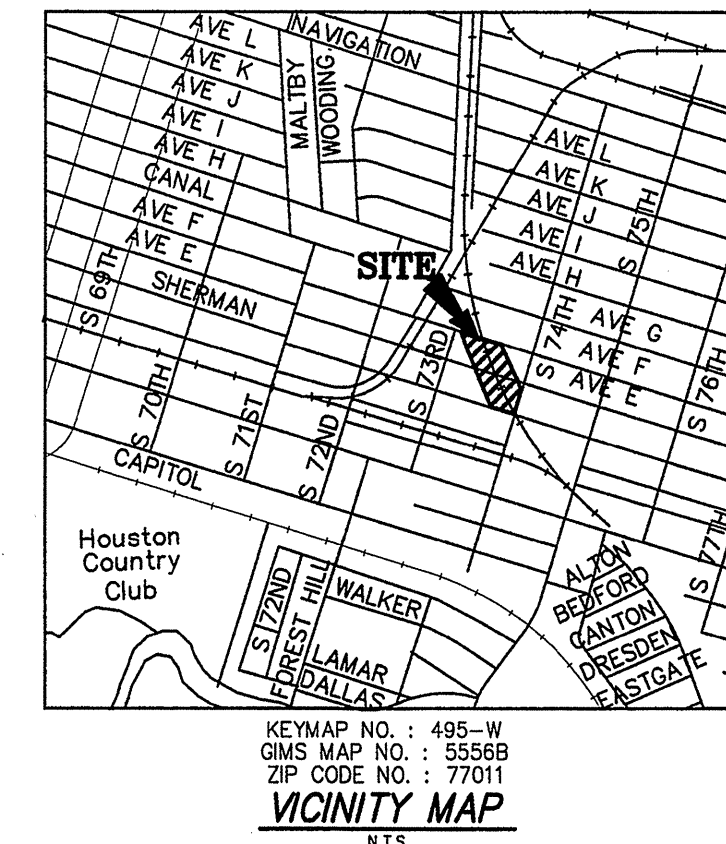 AVE L
NAVIGATION
AVE K
AVE J
AVE I
AVE H
CANAL
AVE F
AVE E
SHERMAN
MALTBY
WOODING
AVE L
AVE K
AVE J
AVE I
AVE H
AVE G
AVE F
AVE E
SITE
S 69TH
S 70TH
S 71ST
S 72ND
S 73RD
S 74TH
S 75TH
S 76TH
S 77TH
CAPITOL
Houston
Country
Club
S 72ND
FOREST HILL
WALKER
LAMAR
DALLAS
ALTON
BEDFORD
CANTON
DRESDEN
EASTGATE
KEYMAP NO. : 495-W
GIMS MAP NO. : 5556B
ZIP CODE NO. : 77011
VICINITY MAP
N.T.S.